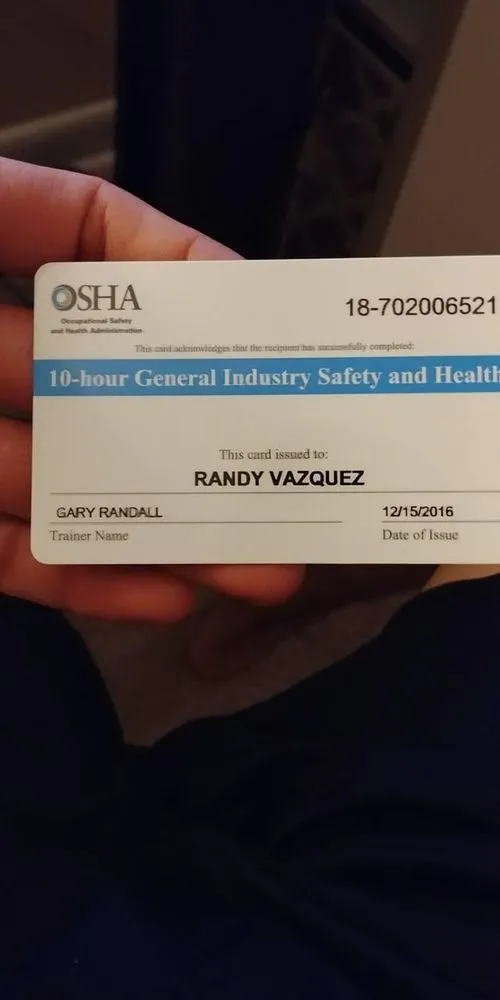 OSHA
Occupational Safety
and Health Administration
18-702006521
This card acknowledges that the recipient has successfully completed:
10-hour General Industry Safety and Health
This card issued to:
RANDY VAZQUEZ
GARY RANDALL
12/15/2016
Trainer Name
Date of Issue